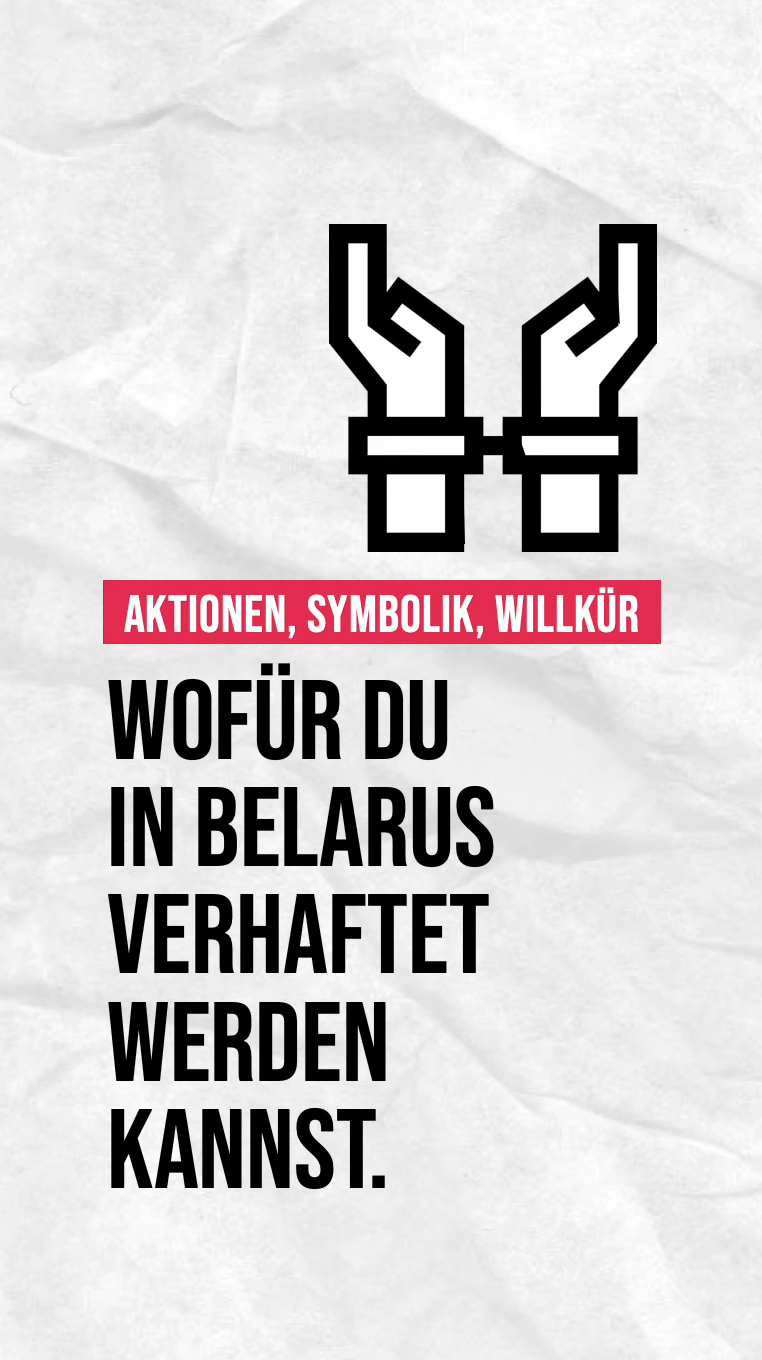 AKTIONEN, SYMBOLIK, WILLKÜR
WOFÜR DU
IN BELARUS
VERHAFTET
WERDEN
KANNST.